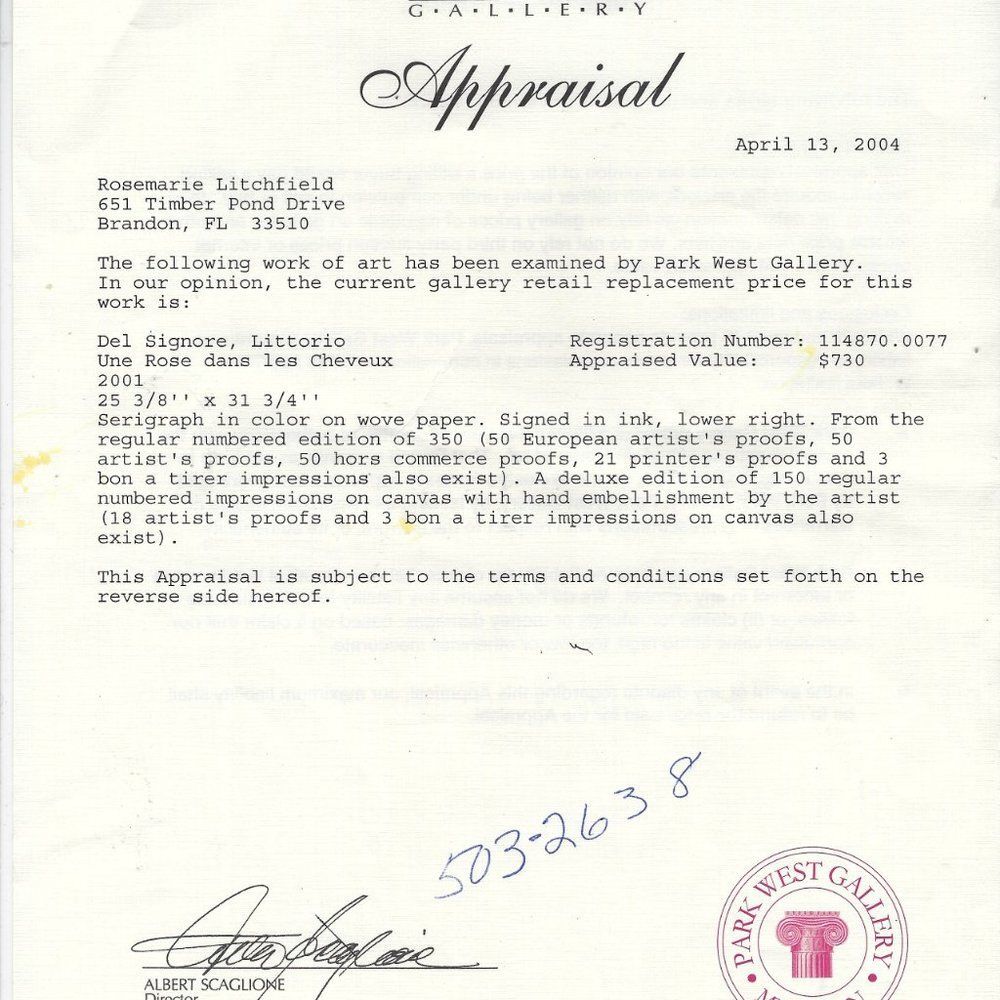 G·A·L·L·E·R·Y
Appraisal
April 13, 2004
Rosemarie Litchfield
651 Timber Pond Drive
Brandon, FL 33510
The following work of art has been examined by Park West Gallery.
In our opinion, the current gallery retail replacement price for this
work is:
Del Signore, Littorio Registration Number: 114870.0077
Une Rose dans les Cheveux Appraised Value: $730
2001
25 3/8'' x 31 3/4''
Serigraph in color on wove paper. Signed in ink, lower right. From the
regular numbered edition of 350 (50 European artist's proofs, 50
artist's proofs, 50 hors commerce proofs, 21 printer's proofs and 3
bon a tirer impressions also exist). A deluxe edition of 150 regular
numbered impressions on canvas with hand embellishment by the artist
(18 artist's proofs and 3 bon a tirer impressions on canvas also
exist).
This Appraisal is subject to the terms and conditions set forth on the
reverse side hereof.
503-2638
ALBERT SCAGLIONE
Director
PARK WEST GALLERY